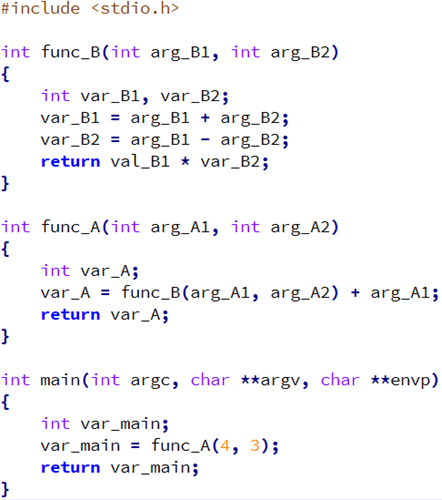 #include <stdio.h>
int func_B(int arg_B1, int arg_B2)
{
int var_B1, var_B2;
var_B1 = arg_B1 + arg_B2;
var_B2 = arg_B1 - arg_B2;
return val_B1 * var_B2;
}
int func_A(int arg_A1, int arg_A2)
{
int var_A;
var_A = func_B(arg_A1, arg_A2) + arg_A1;
return var_A;
}
int main(int argc, char **argv, char **envp)
{
int var_main;
var_main = func_A(4, 3);
return var_main;
}